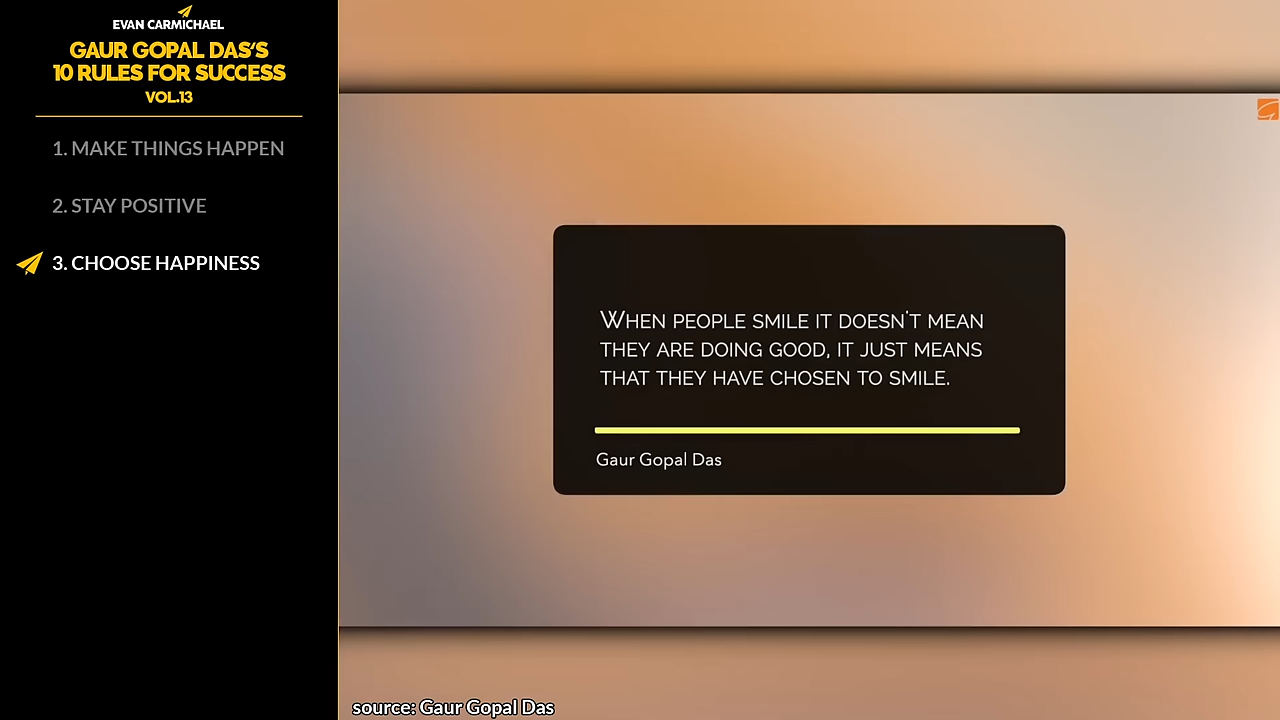 EVAN CARMICHAEL
GAUR GOPAL DAS'S
10 RULES FOR SUCCESS
VOL.13
1. MAKE THINGS HAPPEN
2. STAY POSITIVE
3. CHOOSE HAPPINESS
WHEN PEOPLE SMILE IT DOESN'T MEAN
THEY ARE DOING GOOD, IT JUST MEANS
THAT THEY HAVE CHOSEN TO SMILE.
Gaur Gopal Das
source: Gaur Gopal Das